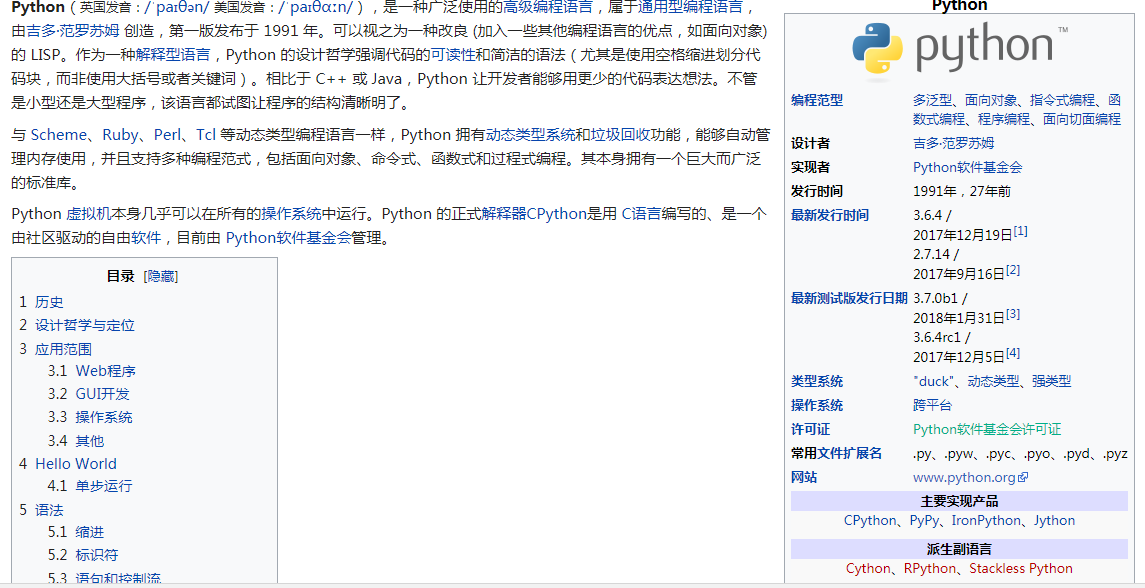 Python（英国发音：/ˈpaɪθən/ 美国发音：/ˈpaɪθɑːn/），是一种广泛使用的高级编程语言，属于通用型编程语言，
由吉多·范罗苏姆 创造，第一版发布于 1991 年。可以视之为一种改良 (加入一些其他编程语言的优点，如面向对象)
的 LISP。作为一种解释型语言，Python 的设计哲学强调代码的可读性和简洁的语法（尤其是使用空格缩进划分代
码块，而非使用大括号或者关键词）。相比于 C++ 或 Java，Python 让开发者能够用更少的代码表达想法。不管
是小型还是大型程序，该语言都试图让程序的结构清晰明了。
与 Scheme、Ruby、Perl、Tcl 等动态类型编程语言一样，Python 拥有动态类型系统和垃圾回收功能，能够自动管
理内存使用，并且支持多种编程范式，包括面向对象、命令式、函数式和过程式编程。其本身拥有一个巨大而广泛
的标准库。
Python 虚拟机本身几乎可以在所有的操作系统中运行。Python 的正式解释器CPython是用 C语言编写的、是一个
由社区驱动的自由软件，目前由 Python软件基金会管理。
目录 [隐藏]
1 历史
2 设计哲学与定位
3 应用范围
3.1 Web程序
3.2 GUI开发
3.3 操作系统
3.4 其他
4 Hello World
4.1 单步运行
5 语法
5.1 缩进
5.2 标识符
5.3 语句和控制流
Python
python™
编程范型 多泛型、面向对象、指令式编程、函
数式编程、程序编程、面向切面编程
设计者 吉多·范罗苏姆
实现者 Python软件基金会
发行时间 1991年，27年前
最新发行时间 3.6.4 /
2017年12月19日[1]
2.7.14 /
2017年9月16日[2]
最新测试版发行日期 3.7.0b1 /
2018年1月31日[3]
3.6.4rc1 /
2017年12月5日[4]
类型系统 "duck"、动态类型、强类型
操作系统 跨平台
许可证 Python软件基金会许可证
常用文件扩展名 .py、.pyw、.pyc、.pyo、.pyd、.pyz
网站 www.python.org
主要实现产品
CPython、PyPy、IronPython、Jython
派生副语言
Cython、RPython、Stackless Python